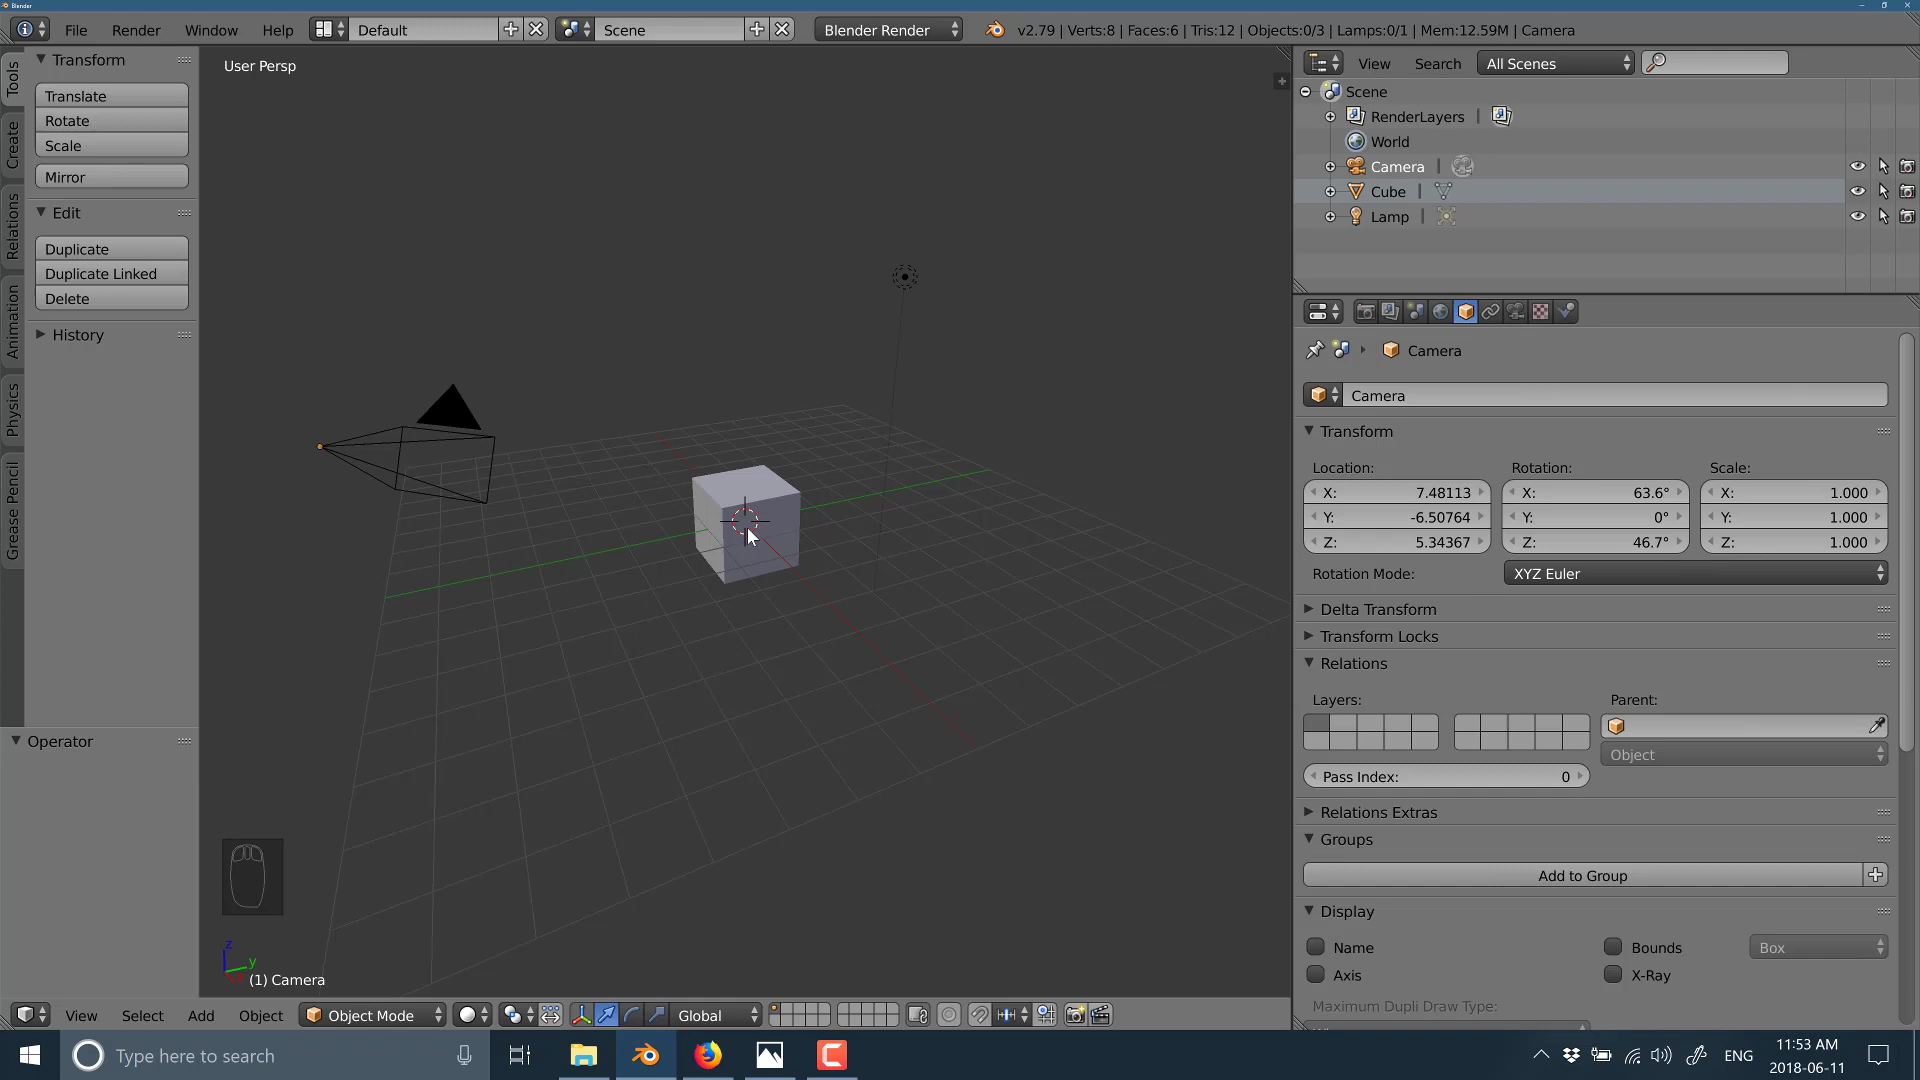 Blender
File Render Window Help Default Scene Blender Render v2.79 | Verts:8 | Faces:6 | Tris:12 | Objects:0/3 | Lamps:0/1 | Mem:12.59M | Camera
Tools
Create
Relations
Animation
Physics
Grease Pencil
Transform
Translate
Rotate
Scale
Mirror
Edit
Duplicate
Duplicate Linked
Delete
History
Operator
User Persp
z
y
(1) Camera
View Select Add Object Object Mode Global
View Search All Scenes
Scene
RenderLayers
World
Camera
Cube
Lamp
Camera
Camera
Transform
Location: Rotation: Scale:
X: 7.48113 X: 63.6° X: 1.000
Y: -6.50764 Y: 0° Y: 1.000
Z: 5.34367 Z: 46.7° Z: 1.000
Rotation Mode: XYZ Euler
Delta Transform
Transform Locks
Relations
Layers: Parent:
Object
Pass Index: 0
Relations Extras
Groups
Add to Group
Display
Name Bounds Box
Axis X-Ray
Maximum Dupli Draw Type:
Type here to search
ENG
11:53 AM
2018-06-11